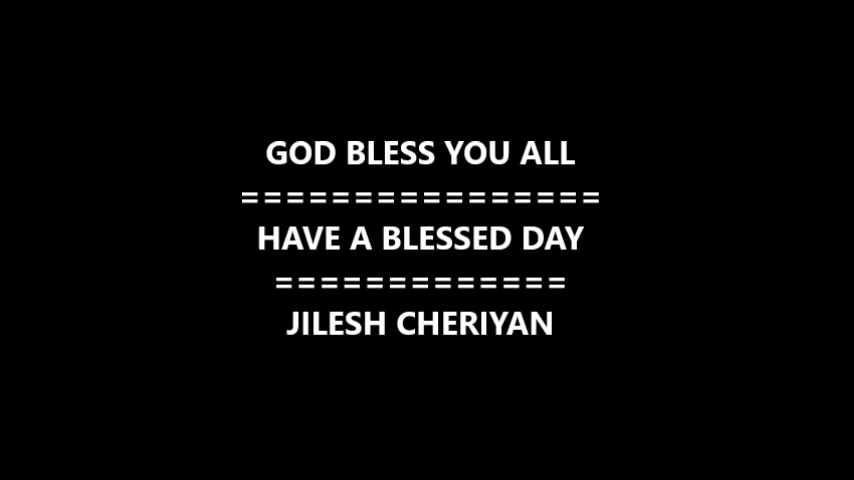 GOD BLESS YOU ALL
================
HAVE A BLESSED DAY
=============
JILESH CHERIYAN